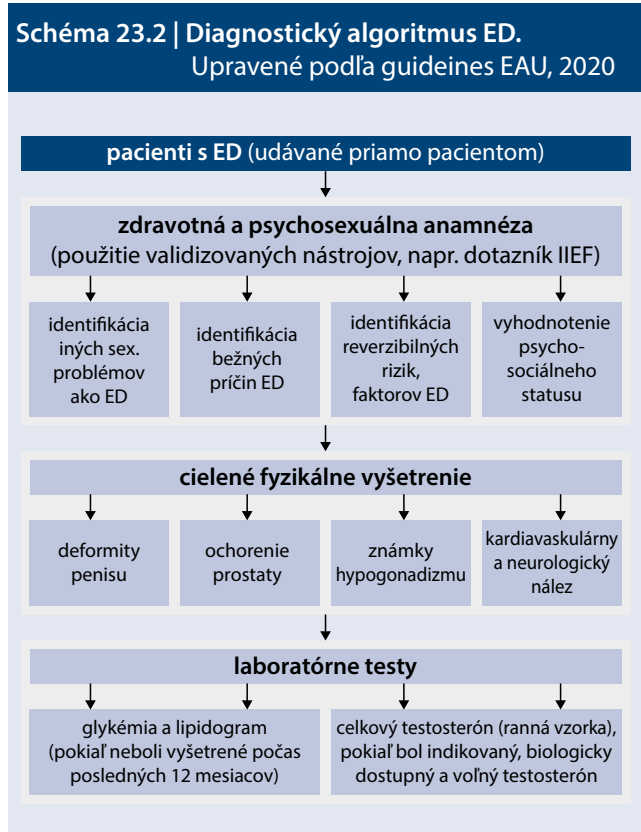 Schéma 23.2 | Diagnostický algoritmus ED.
Upravené podľa guideines EAU, 2020
pacienti s ED (udávané priamo pacientom)
zdravotná a psychosexuálna anamnéza
(použitie validizovaných nástrojov, napr. dotazník IIEF)
identifikácia
iných sex.
problémov
ako ED
identifikácia
bežných
príčin ED
identifikácia
reverzibilných
rizik,
faktorov ED
vyhodnotenie
psycho-
sociálneho
statusu
cielené fyzikálne vyšetrenie
deformity
penisu
ochorenie
prostaty
známky
hypogonadizmu
kardiavaskulárny
a neurologický
nález
laboratórne testy
glykémia a lipidogram
(pokiaľ neboli vyšetrené počas
posledných 12 mesiacov)
celkový testosterón (ranná vzorka),
pokiaľ bol indikovaný, biologicky
dostupný a voľný testosterón